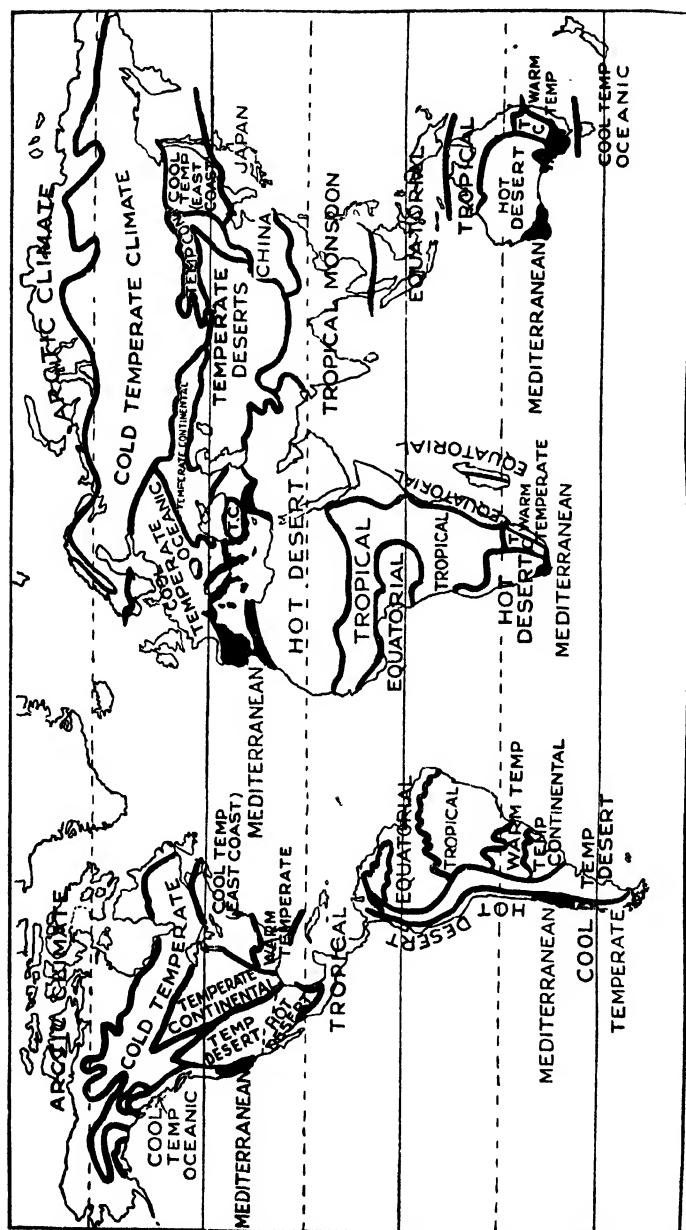 ARCTIC CLIMATE
COLD TEMPERATE
COOL
TEMP
OCEANIC
TEMPERATE
CONTINENTAL
COOL TEMP
(EAST COAST)
TEMP
DESERT
HOT
DESERT
WARM
TEMPERATE
MEDITERRANEAN
TROPICAL
EQUATORIAL
TROPICAL
HOT
DESERT
WARM TEMP
TEMP
CONTINENTAL
MEDITERRANEAN
COOL TEMP
DESERT
TEMPERATE
ARCTIC CLIMATE
COLD TEMPERATE CLIMATE
COOL
TEMPERATE
OCEANIC
TEMPERATE CONTINENTAL
TEMP CON
COOL
TEMP
(EAST
COAST)
JAPAN
MEDITERRANEAN
T.C.
TEMPERATE
DESERTS
CHINA
HOT DESERT
TROPICAL MONSOON
TROPICAL
EQUATORIAL
EQUATORIAL
EQUATORIAL
TROPICAL
HOT
DESERT
T
WARM
TEMPERATE
MEDITERRANEAN
EQUATORIAL
TROPICAL
HOT
DESERT
T
C
WARM
TEMP
MEDITERRANEAN
COOL TEMP
OCEANIC